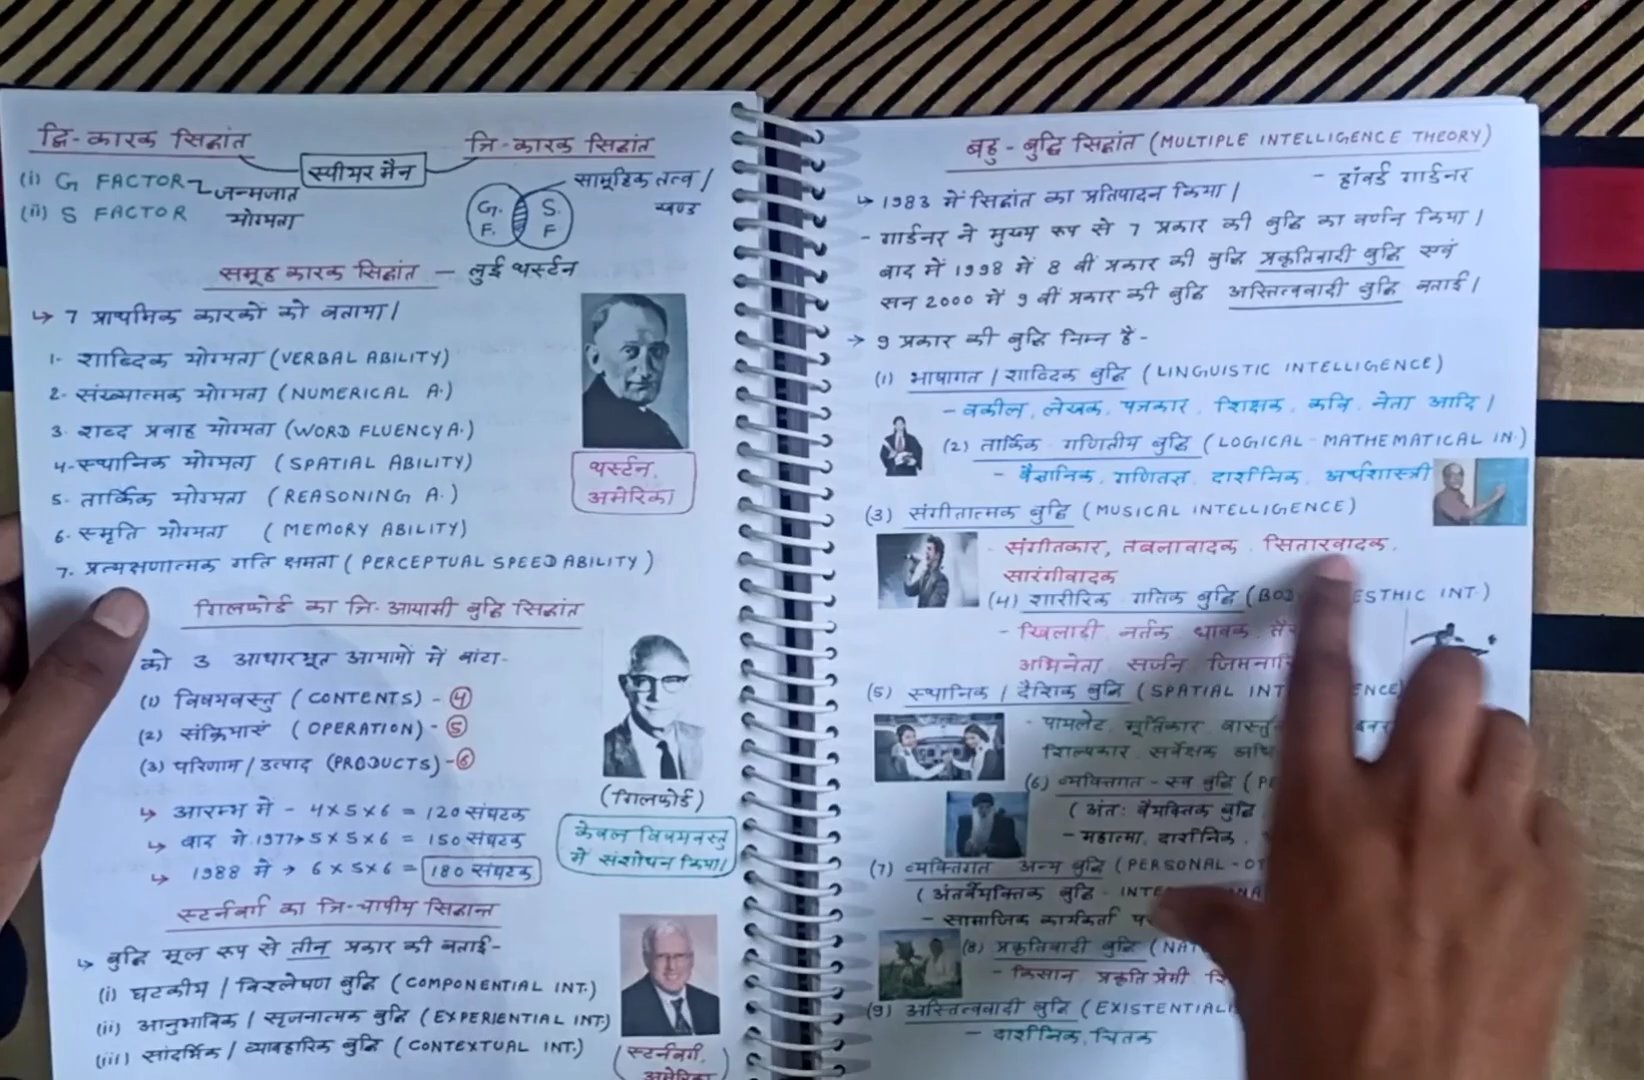 द्वि-कारक सिद्धांत
त्रि-कारक सिद्धांत
स्पीयर मैन
(i) G FACTOR
(ii) S FACTOR
जन्मजात
योग्यता
G. F.
S. F
सामूहिक तत्व/
खण्ड
समूह कारक सिद्धांत – लुई थर्स्टन
↳ 7 प्राथमिक कारकों को बताया।
1. शाब्दिक योग्यता (VERBAL ABILITY)
2. संख्यात्मक योग्यता (NUMERICAL A.)
3. शब्द प्रवाह योग्यता (WORD FLUENCY A.)
4. स्थानिक योग्यता (SPATIAL ABILITY)
5. तार्किक योग्यता (REASONING A.)
6. स्मृति योग्यता (MEMORY ABILITY)
7. प्रत्यक्षणात्मक गति क्षमता (PERCEPTUAL SPEED ABILITY)
थर्स्टन,
अमेरिका
गिलफोर्ड का त्रि-आयामी बुद्धि सिद्धांत
को 3 आधारभूत आयामों में बांटा-
(1) विषयवस्तु (CONTENTS) - 4
(2) संक्रियाएं (OPERATION) - 5
(3) परिणाम/उत्पाद (PRODUCTS) - 6
(गिलफोर्ड)
↳ आरम्भ में - 4×5×6 = 120 संघटक
↳ बाद में 1977→ 5×5×6 = 150 संघटक
↳ 1988 में → 6×5×6 = 180 संघटक
केवल विषयवस्तु
में संशोधन किया।
स्टर्नबर्ग का त्रि-चापीय सिद्धान्त
↳ बुद्धि मूल रूप से तीन प्रकार की बताई-
(i) घटकीय/विश्लेषण बुद्धि (COMPONENTIAL INT.)
(ii) आनुभाविक/सृजनात्मक बुद्धि (EXPERIENTIAL INT.)
(iii) सांदर्भिक/व्यावहारिक बुद्धि (CONTEXTUAL INT.)
स्टर्नबर्ग,
अमेरिका
बहु-बुद्धि सिद्धांत (MULTIPLE INTELLIGENCE THEORY)
- हॉवर्ड गार्डनर
↳ 1983 में सिद्धांत का प्रतिपादन किया।
- गार्डनर ने मुख्य रूप से 7 प्रकार की बुद्धि का वर्णन किया।
बाद में 1998 में 8 वीं प्रकार की बुद्धि प्रकृतिवादी बुद्धि एवं
सन 2000 में 9 वीं प्रकार की बुद्धि अस्तित्ववादी बुद्धि बताई।
→ 9 प्रकार की बुद्धि निम्न है-
(1) भाषागत/शाब्दिक बुद्धि (LINGUISTIC INTELLIGENCE)
- वकील, लेखक, पत्रकार, शिक्षक, कवि, नेता आदि।
(2) तार्किक गणितीय बुद्धि (LOGICAL-MATHEMATICAL IN.)
- वैज्ञानिक, गणितज्ञ, दार्शनिक, अर्थशास्त्री
(3) संगीतात्मक बुद्धि (MUSICAL INTELLIGENCE)
- संगीतकार, तबलावादक, सितारवादक,
सारंगीवादक
(4) शारीरिक गतिक बुद्धि (BO ESTHIC INT.)
- खिलाड़ी, नर्तक, धावक,
अभिनेता, सर्जन,
(5) स्थानिक/दैशिक बुद्धि (SPATIAL INT ENCE)
- पायलेट, मूर्तिकार
शिल्पकार, सर्वेक्षक
(6) व्यक्तिगत-स्व बुद्धि (
(अंतः वैयक्तिक बुद्धि
- महात्मा, दार्शनिक,
(7) व्यक्तिगत अन्य बुद्धि (PERSONAL-OT
(अंतर्वैयक्तिक बुद्धि - INTE
- सामाजिक कार्यकर्ता
(8) प्रकृतिवादी बुद्धि (NAT
- किसान, प्रकृति प्रेमी
(9) अस्तित्ववादी बुद्धि (EXISTENTIALI
- दार्शनिक, चिंतक